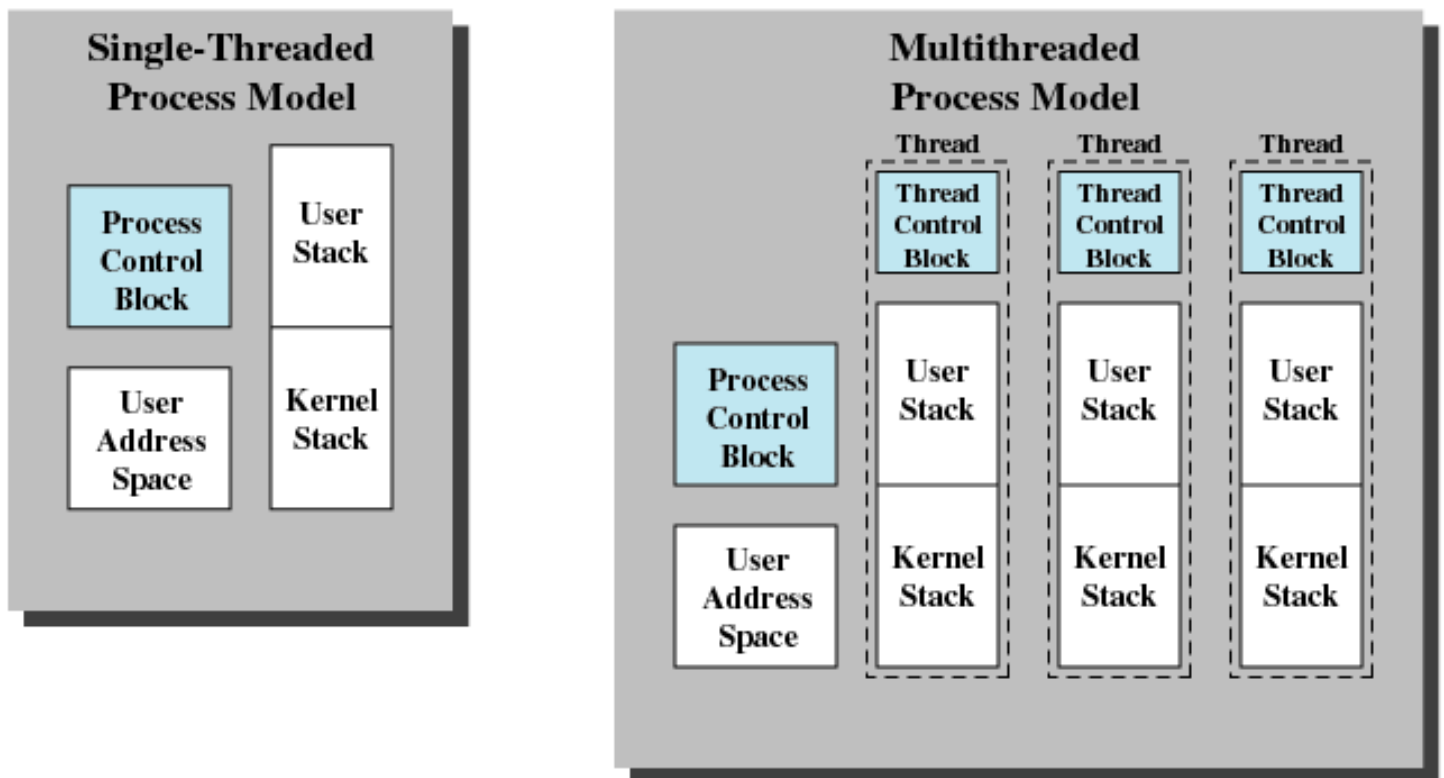 Single-Threaded
Process Model
Process
Control
Block
User
Stack
User
Address
Space
Kernel
Stack
Multithreaded
Process Model
Process
Control
Block
User
Address
Space
Thread
Thread
Control
Block
User
Stack
Kernel
Stack
Thread
Thread
Control
Block
User
Stack
Kernel
Stack
Thread
Thread
Control
Block
User
Stack
Kernel
Stack